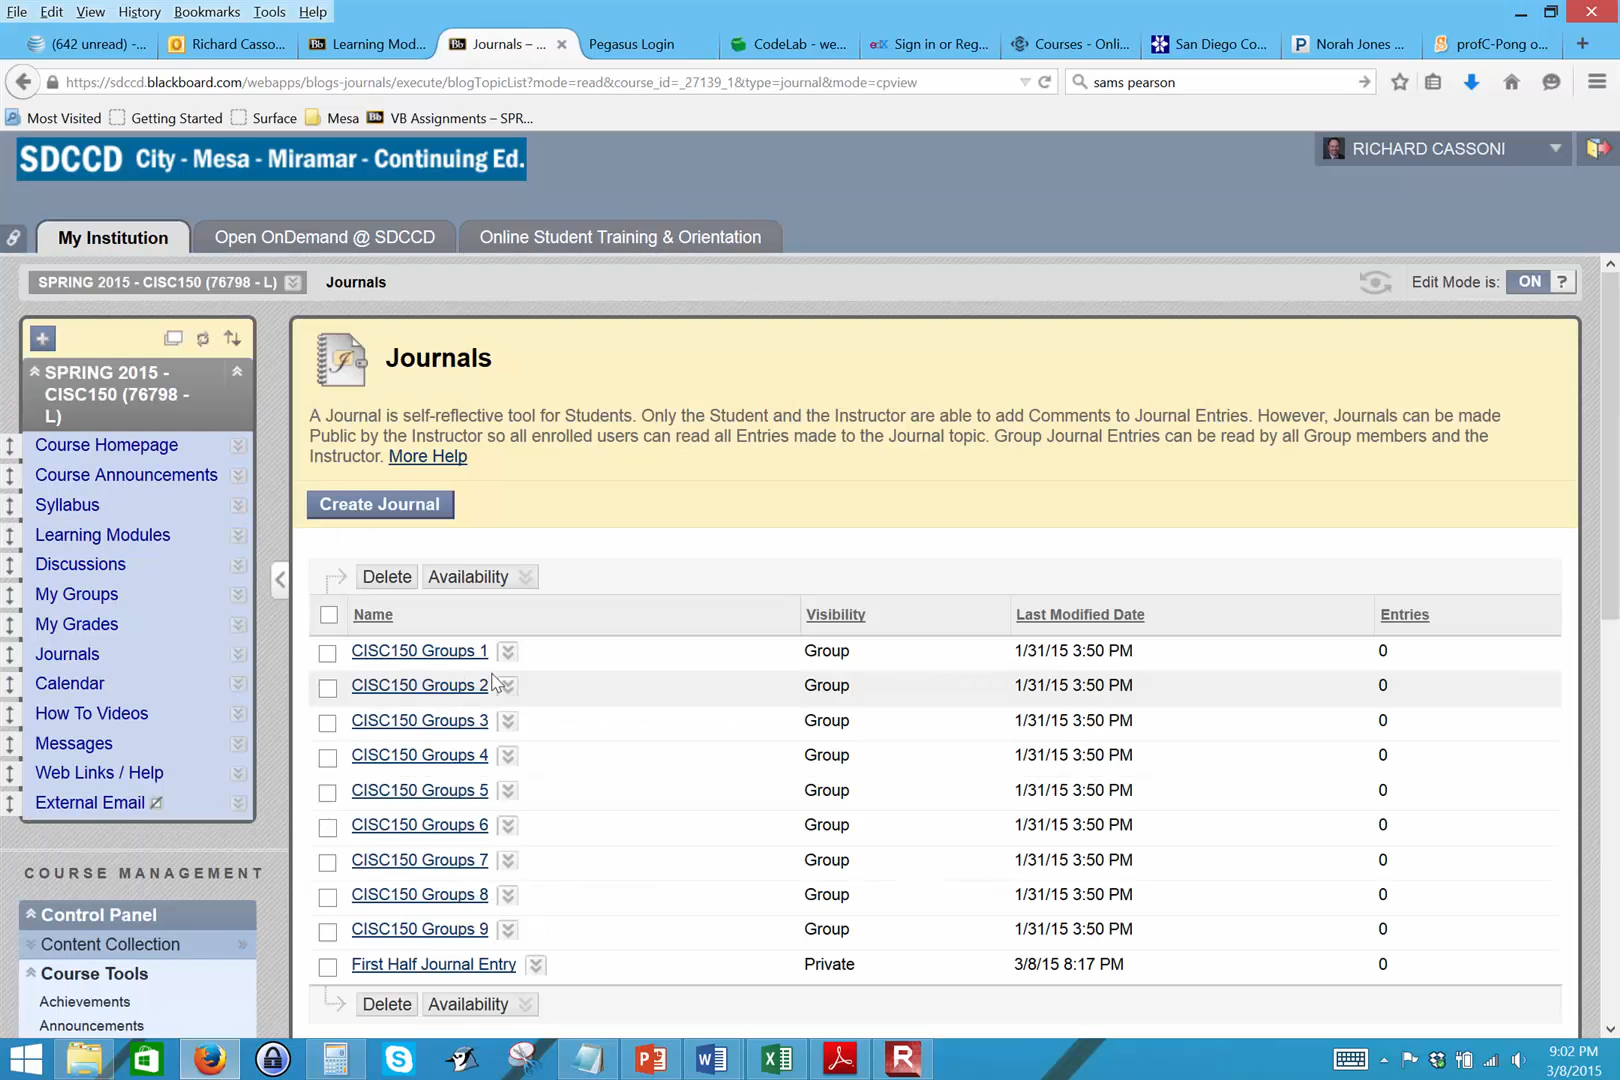 File Edit View History Bookmarks Tools Help
(642 unread) -...
Richard Casso...
Learning Mod...
Journals – ...
Pegasus Login
CodeLab - we...
Sign in or Reg...
Courses - Onli...
San Diego Co...
Norah Jones ...
profC-Pong o...
https://sdccd.blackboard.com/webapps/blogs-journals/execute/blogTopicList?mode=read&course_id=_27139_1&type=journal&mode=cpview
sams pearson
Most Visited Getting Started Surface Mesa VB Assignments – SPR...
SDCCD City - Mesa - Miramar - Continuing Ed.
RICHARD CASSONI
My Institution
Open OnDemand @ SDCCD
Online Student Training & Orientation
SPRING 2015 - CISC150 (76798 - L)
Journals
Edit Mode is: ON ?
SPRING 2015 -
CISC150 (76798 -
L)
Course Homepage
Course Announcements
Syllabus
Learning Modules
Discussions
My Groups
My Grades
Journals
Calendar
How To Videos
Messages
Web Links / Help
External Email
COURSE MANAGEMENT
Control Panel
Content Collection
Course Tools
Achievements
Announcements
Journals
A Journal is self-reflective tool for Students. Only the Student and the Instructor are able to add Comments to Journal Entries. However, Journals can be made
Public by the Instructor so all enrolled users can read all Entries made to the Journal topic. Group Journal Entries can be read by all Group members and the
Instructor. More Help
Create Journal
Delete Availability
Name Visibility Last Modified Date Entries
CISC150 Groups 1 Group 1/31/15 3:50 PM 0
CISC150 Groups 2 Group 1/31/15 3:50 PM 0
CISC150 Groups 3 Group 1/31/15 3:50 PM 0
CISC150 Groups 4 Group 1/31/15 3:50 PM 0
CISC150 Groups 5 Group 1/31/15 3:50 PM 0
CISC150 Groups 6 Group 1/31/15 3:50 PM 0
CISC150 Groups 7 Group 1/31/15 3:50 PM 0
CISC150 Groups 8 Group 1/31/15 3:50 PM 0
CISC150 Groups 9 Group 1/31/15 3:50 PM 0
First Half Journal Entry Private 3/8/15 8:17 PM 0
Delete Availability
9:02 PM
3/8/2015